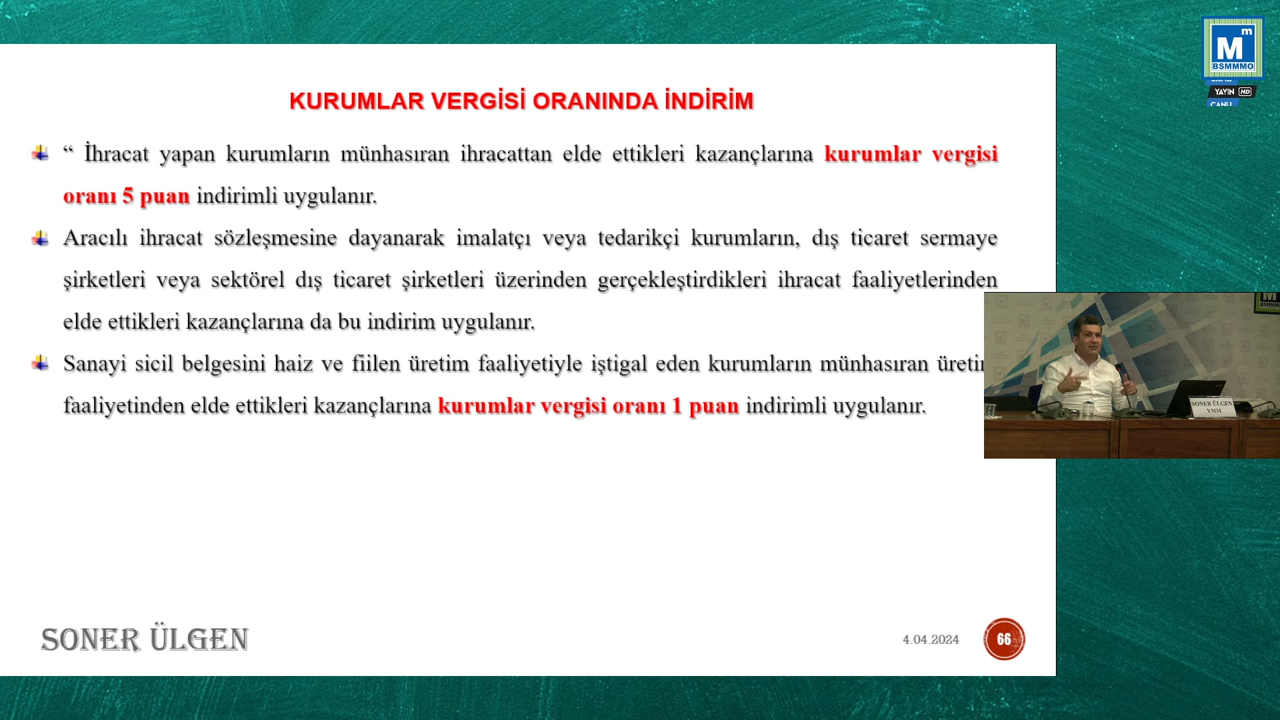 KURUMLAR VERGİSİ ORANINDA İNDİRİM
“ İhracat yapan kurumların münhasıran ihracattan elde ettikleri kazançlarına kurumlar vergisi
oranı 5 puan indirimli uygulanır.
Aracılı ihracat sözleşmesine dayanarak imalatçı veya tedarikçi kurumların, dış ticaret sermaye
şirketleri veya sektörel dış ticaret şirketleri üzerinden gerçekleştirdikleri ihracat faaliyetlerinden
elde ettikleri kazançlarına da bu indirim uygulanır.
Sanayi sicil belgesini haiz ve fiilen üretim faaliyetiyle iştigal eden kurumların münhasıran
faaliyetinden elde ettikleri kazançlarına kurumlar vergisi oranı 1 puan indirimli uygulanır.
SONER ÜLGEN
4.04.2024
66
Mm
BSMMMO
YAYIN HD
SONER ÜLGEN
YMM